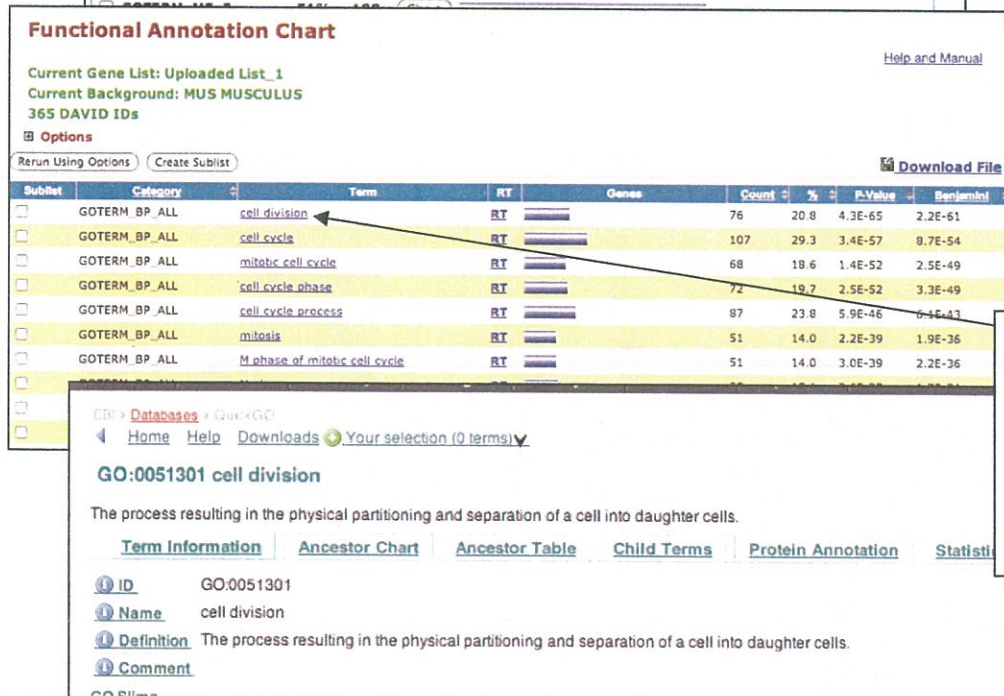 Functional Annotation Chart
Help and Manual
Current Gene List: Uploaded List_1
Current Background: MUS MUSCULUS
365 DAVID IDs
Options
Rerun Using Options Create Sublist Download File
Sublist Category Term RT Genes Count % P-Value Benjamini
GOTERM_BP_ALL cell division RT 76 20.8 4.3E-65 2.2E-61
GOTERM_BP_ALL cell cycle RT 107 29.3 3.4E-57 8.7E-54
GOTERM_BP_ALL mitotic cell cycle RT 68 18.6 1.4E-52 2.5E-49
GOTERM_BP_ALL cell cycle phase RT 72 19.7 2.5E-52 3.3E-49
GOTERM_BP_ALL cell cycle process RT 87 23.8 5.9E-46 6.1E-43
GOTERM_BP_ALL mitosis RT 51 14.0 2.2E-39 1.9E-36
GOTERM_BP_ALL M phase of mitotic cell cycle RT 51 14.0 3.0E-39 2.2E-36
EBI > Databases > QuickGO
Home Help Downloads Your selection (0 terms)
GO:0051301 cell division
The process resulting in the physical partitioning and separation of a cell into daughter cells.
Term Information Ancestor Chart Ancestor Table Child Terms Protein Annotation Statisti
ID GO:0051301
Name cell division
Definition The process resulting in the physical partitioning and separation of a cell into daughter cells.
Comment
GO Slims